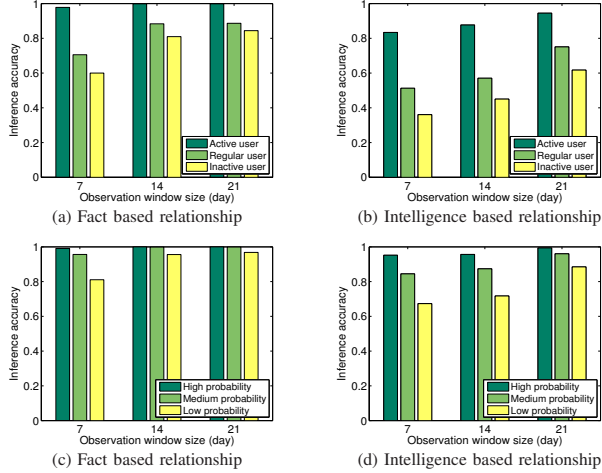 1
0.8
0.6
0.4
0.2
0
Inference accuracy
Active user
Regular user
Inactive user
7 14 21
Observation window size (day)
(a) Fact based relationship
1
0.8
0.6
0.4
0.2
0
Inference accuracy
Active user
Regular user
Inactive user
7 14 21
Observation window size (day)
(b) Intelligence based relationship
1
0.8
0.6
0.4
0.2
0
Inference accuracy
High probability
Medium probability
Low probability
7 14 21
Observation window size (day)
(c) Fact based relationship
1
0.8
0.6
0.4
0.2
0
Inference accuracy
High probability
Medium probability
Low probability
7 14 21
Observation window size (day)
(d) Intelligence based relationship